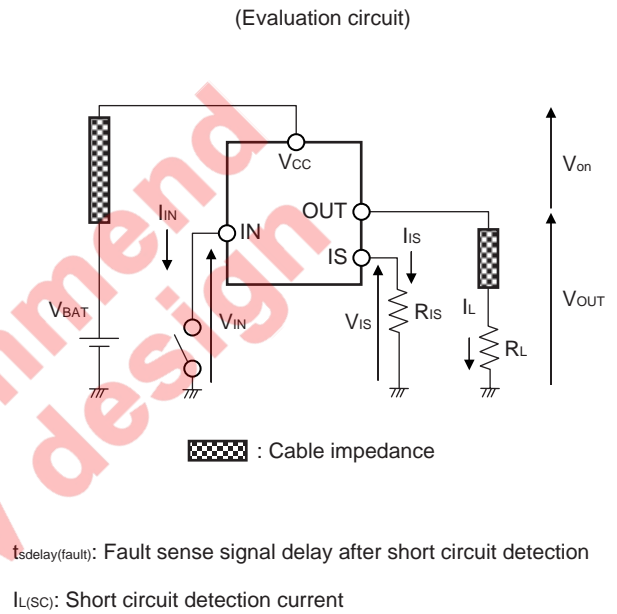 (Evaluation circuit)
VCC
Von
OUT
IIN
IN
IIS
IS
VBAT
VIN
VIS
RIS
IL
VOUT
RL
: Cable impedance
design
tsdelay(fault): Fault sense signal delay after short circuit detection
IL(SC): Short circuit detection current